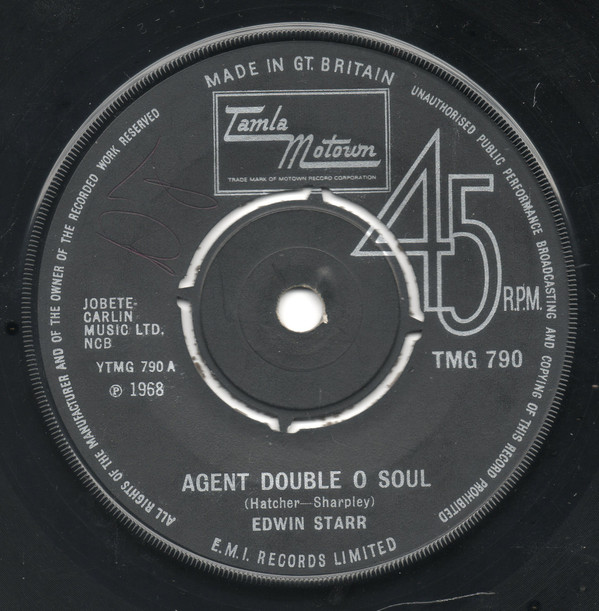 MADE IN GT. BRITAIN
UNAUTHORISED PUBLIC PERFORMANCE BROADCASTING AND COPYING OF THIS RECORD PROHIBITED
ALL RIGHTS OF THE MANUFACTURER AND OF THE OWNER OF THE RECORDED WORK RESERVED
Tamla
Motown
TRADE MARK OF MOTOWN RECORD CORPORATION
45
R.P.M.
JOBETE-
CARLIN
MUSIC LTD.
NCB
YTMG 790 A
℗ 1968
TMG 790
AGENT DOUBLE O SOUL
(Hatcher—Sharpley)
EDWIN STARR
E.M.I. RECORDS LIMITED